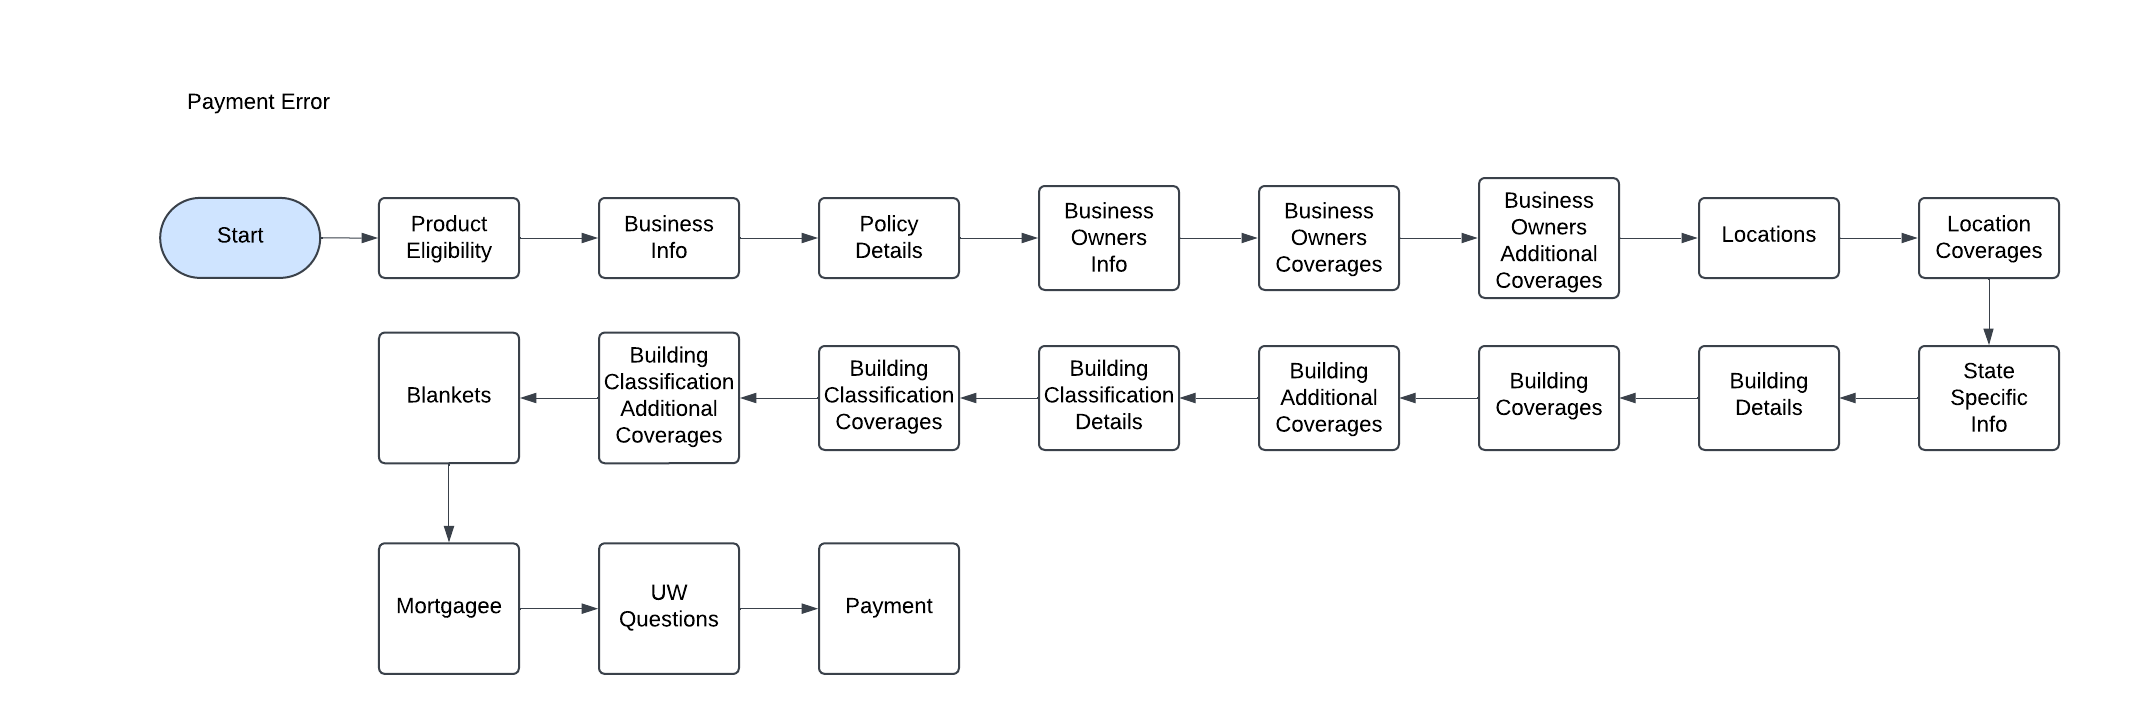 Payment Error
Start
Product
Eligibility
Business
Info
Policy
Details
Business
Owners
Info
Business
Owners
Coverages
Business
Owners
Additional
Coverages
Locations
Location
Coverages
State
Specific
Info
Building
Details
Building
Coverages
Building
Additional
Coverages
Building
Classification
Details
Building
Classification
Coverages
Building
Classification
Additional
Coverages
Blankets
Mortgagee
UW
Questions
Payment